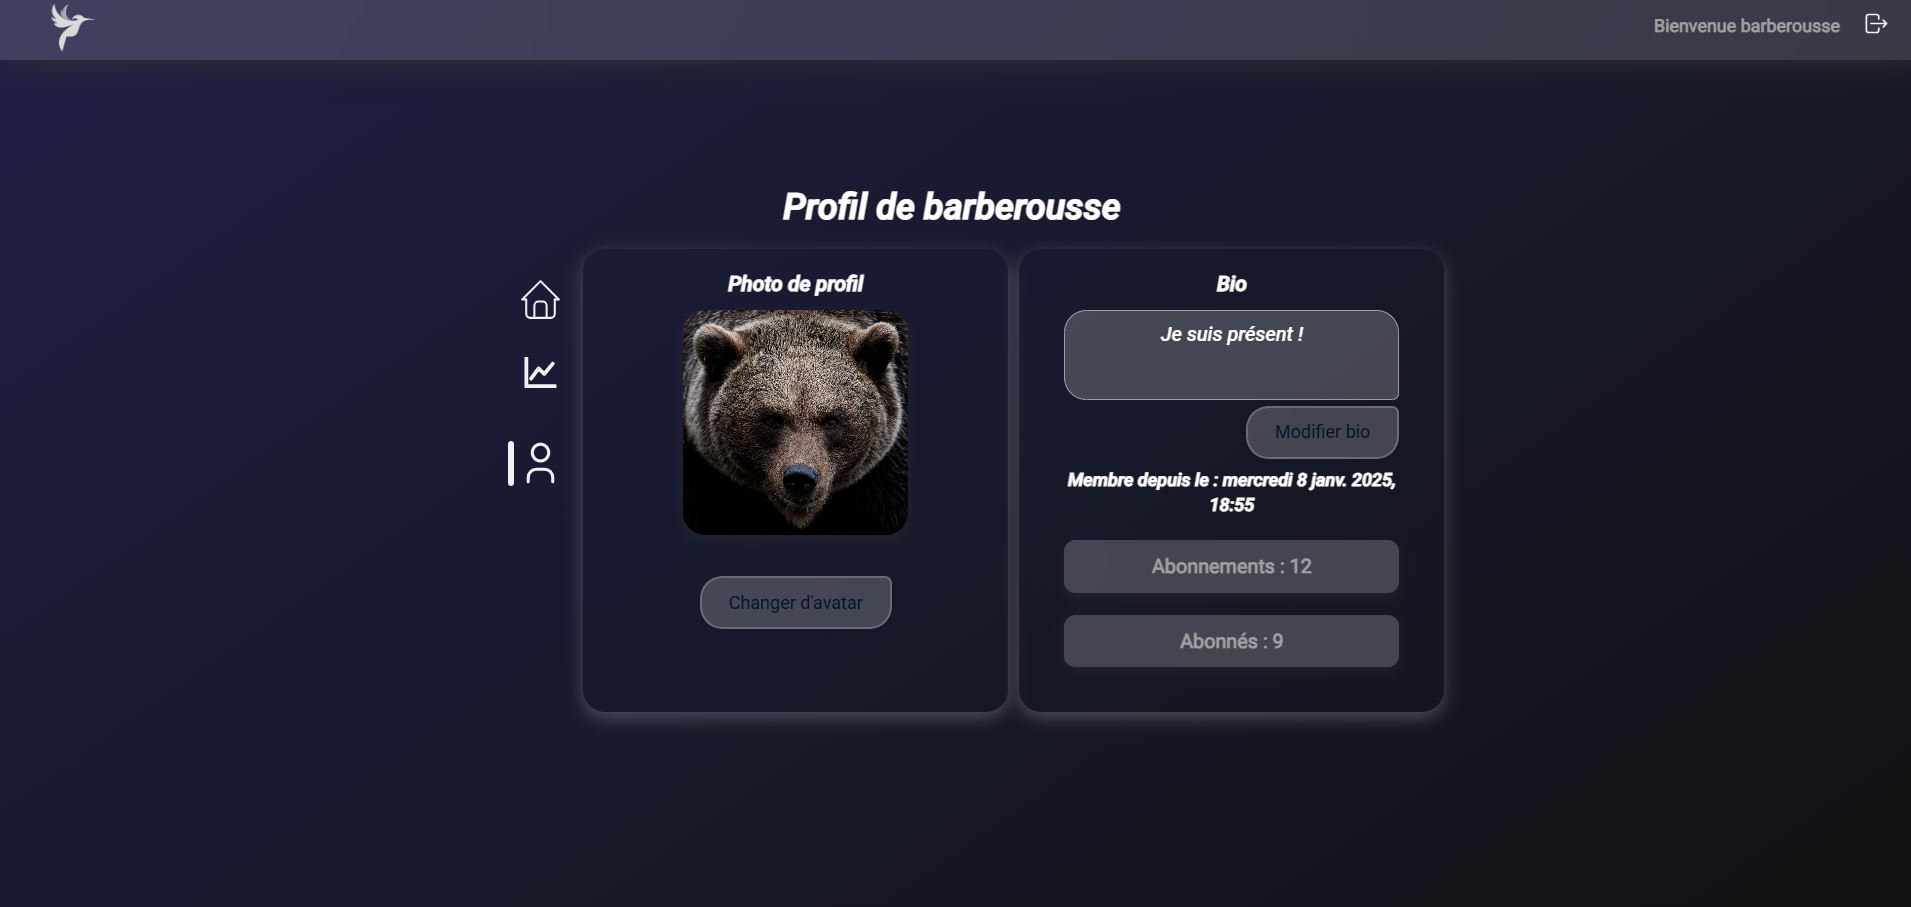 Bienvenue barberousse
Profil de barberousse
Photo de profil
Changer d'avatar
Bio
Je suis présent !
Modifier bio
Membre depuis le : mercredi 8 janv. 2025,
18:55
Abonnements : 12
Abonnés : 9